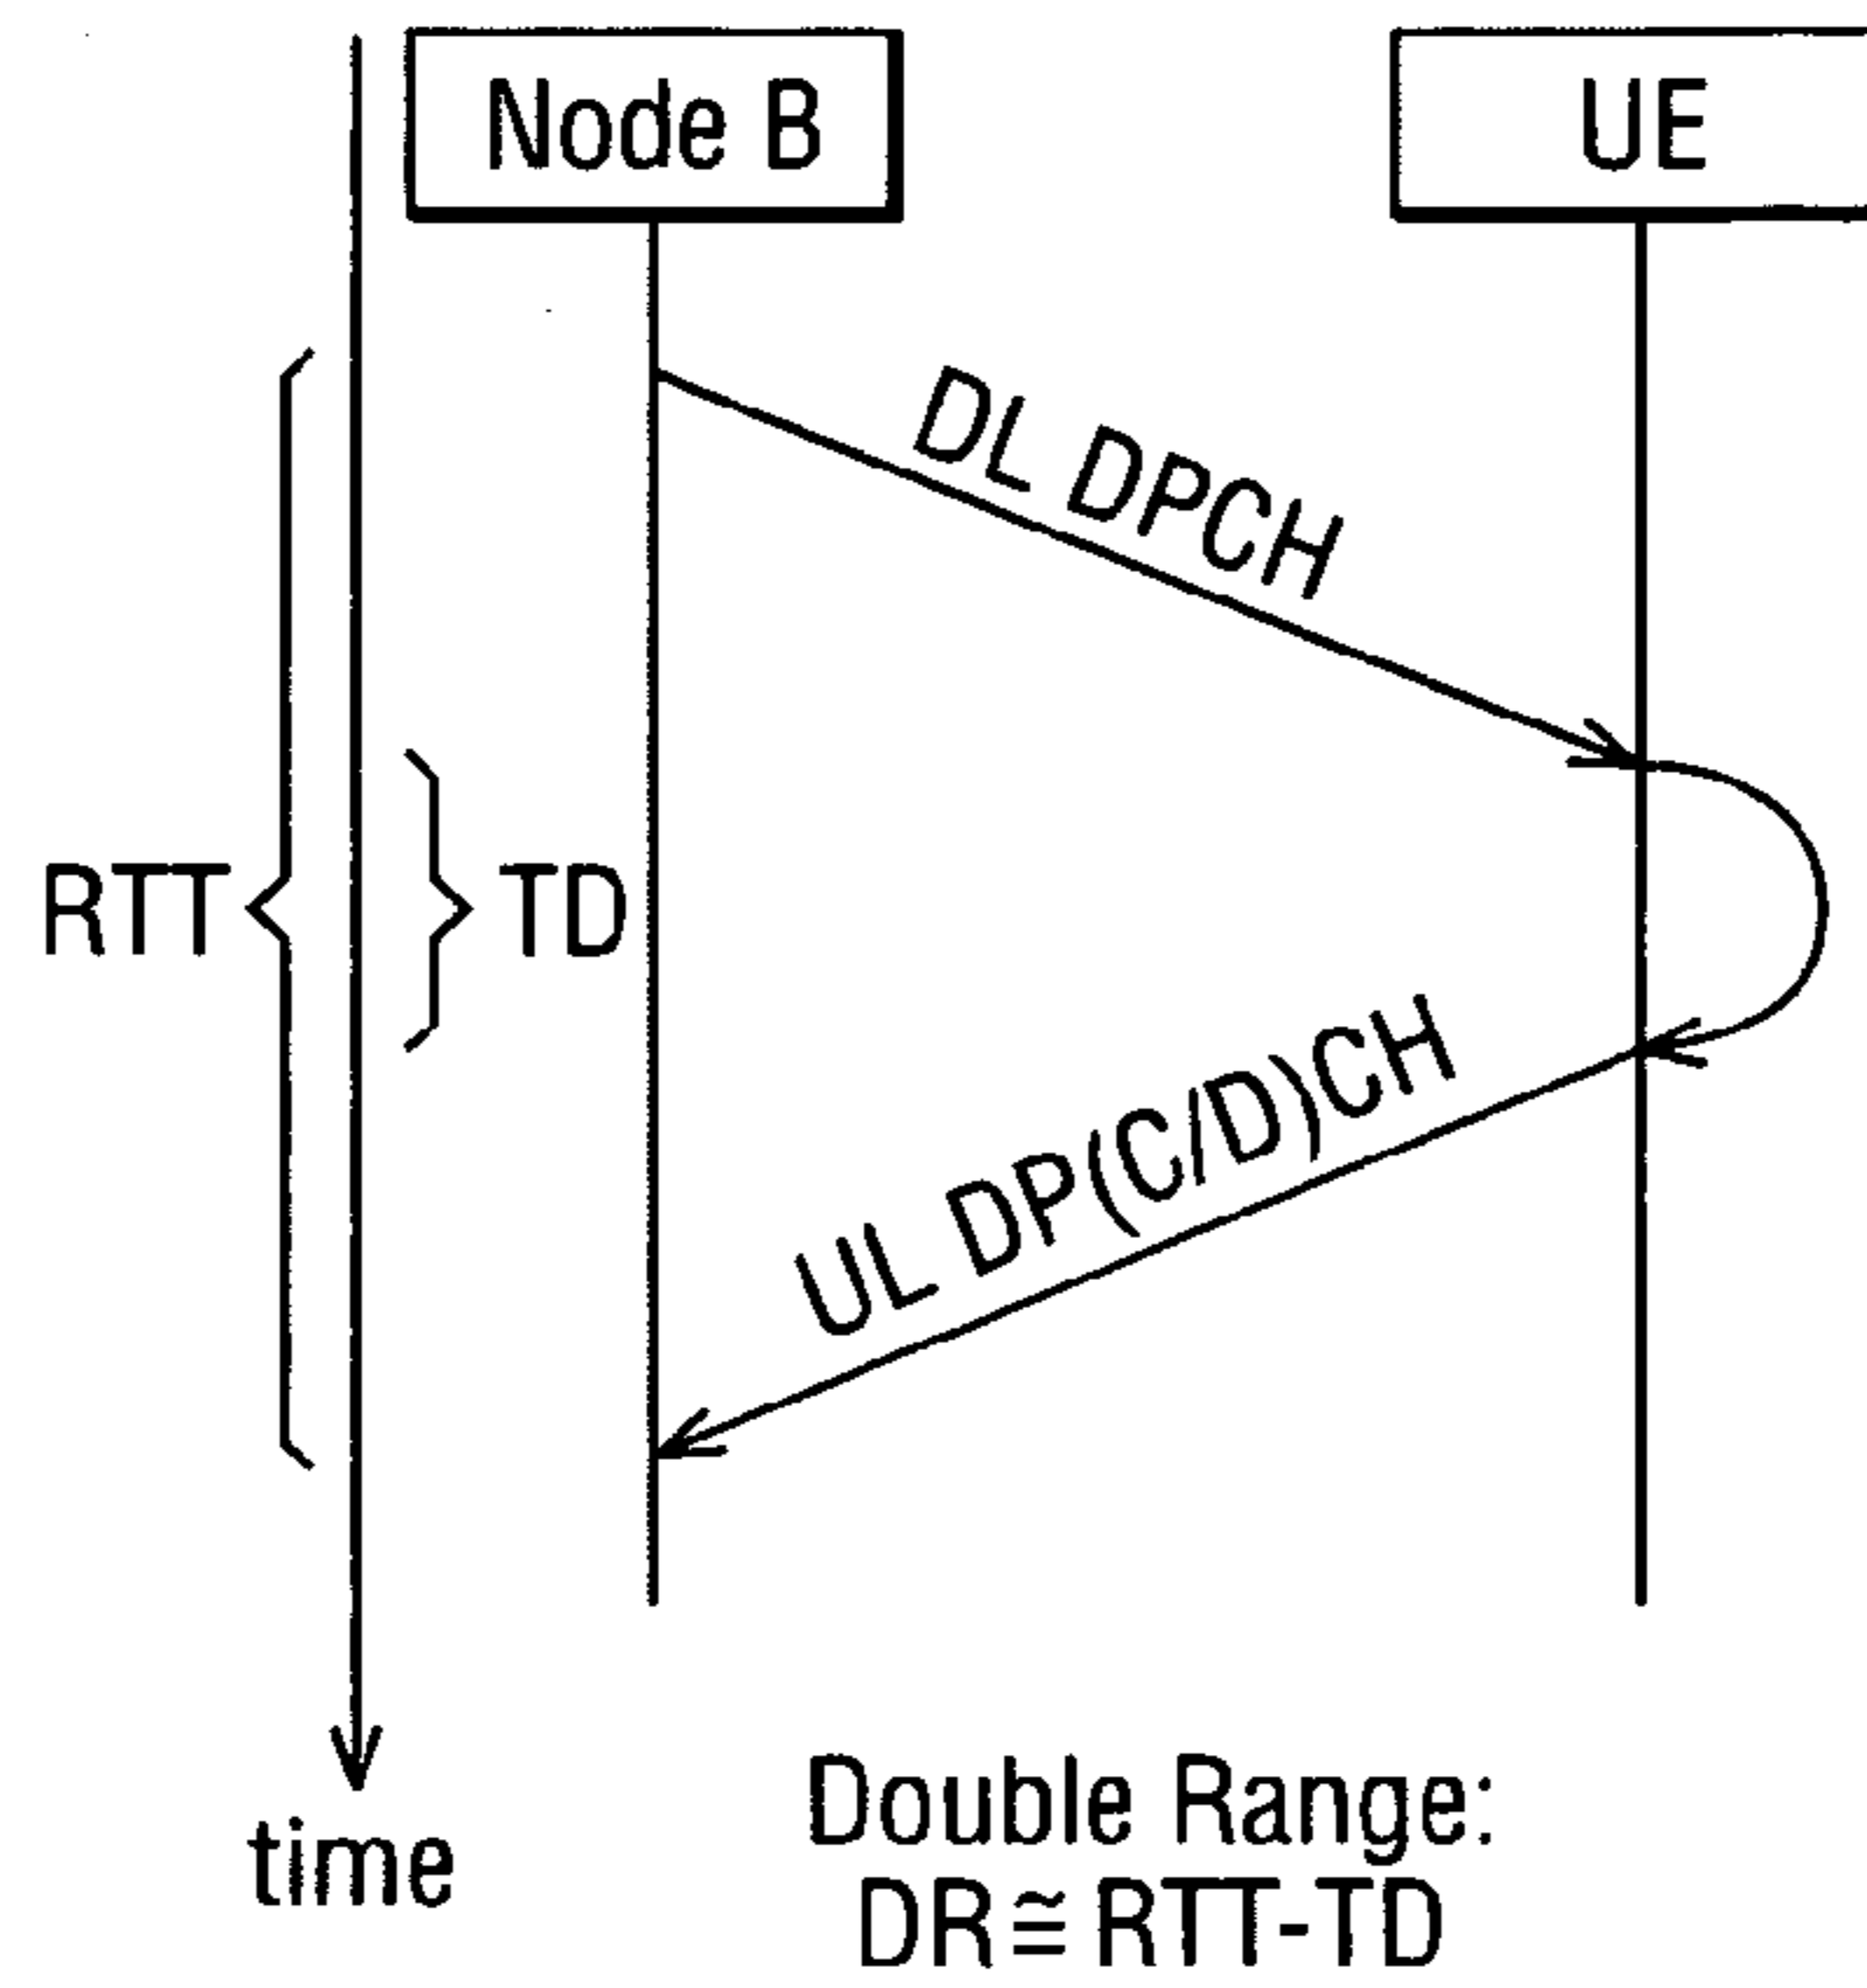 Node B
UE
DL DPCH
RTT
TD
UL DP(C/D)CH
time
Double Range:
DR≅RTT-TD